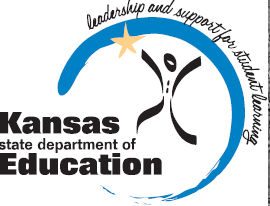 leadership and support for student learning
Kansas
state department of
Education